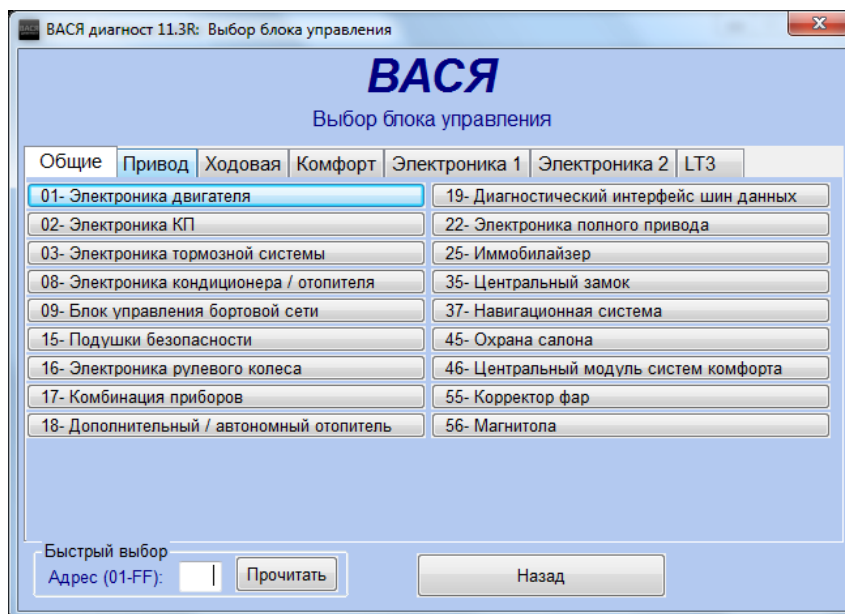 ВАСЯ диагност 11.3R: Выбор блока управления
ВАСЯ
Выбор блока управления
Общие Привод Ходовая Комфорт Электроника 1 Электроника 2 LT3
01- Электроника двигателя
02- Электроника КП
03- Электроника тормозной системы
08- Электроника кондиционера / отопителя
09- Блок управления бортовой сети
15- Подушки безопасности
16- Электроника рулевого колеса
17- Комбинация приборов
18- Дополнительный / автономный отопитель
19- Диагностический интерфейс шин данных
22- Электроника полного привода
25- Иммобилайзер
35- Центральный замок
37- Навигационная система
45- Охрана салона
46- Центральный модуль систем комфорта
55- Корректор фар
56- Магнитола
Быстрый выбор
Адрес (01-FF):
Прочитать
Назад